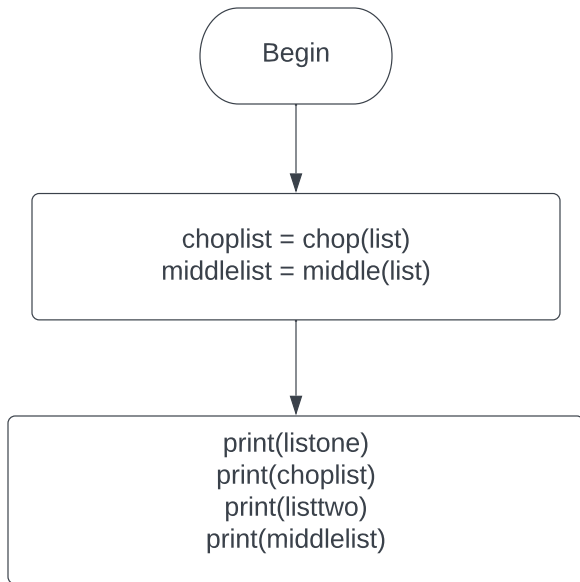 Begin
choplist = chop(list)
middlelist = middle(list)
print(listone)
print(choplist)
print(listtwo)
print(middlelist)